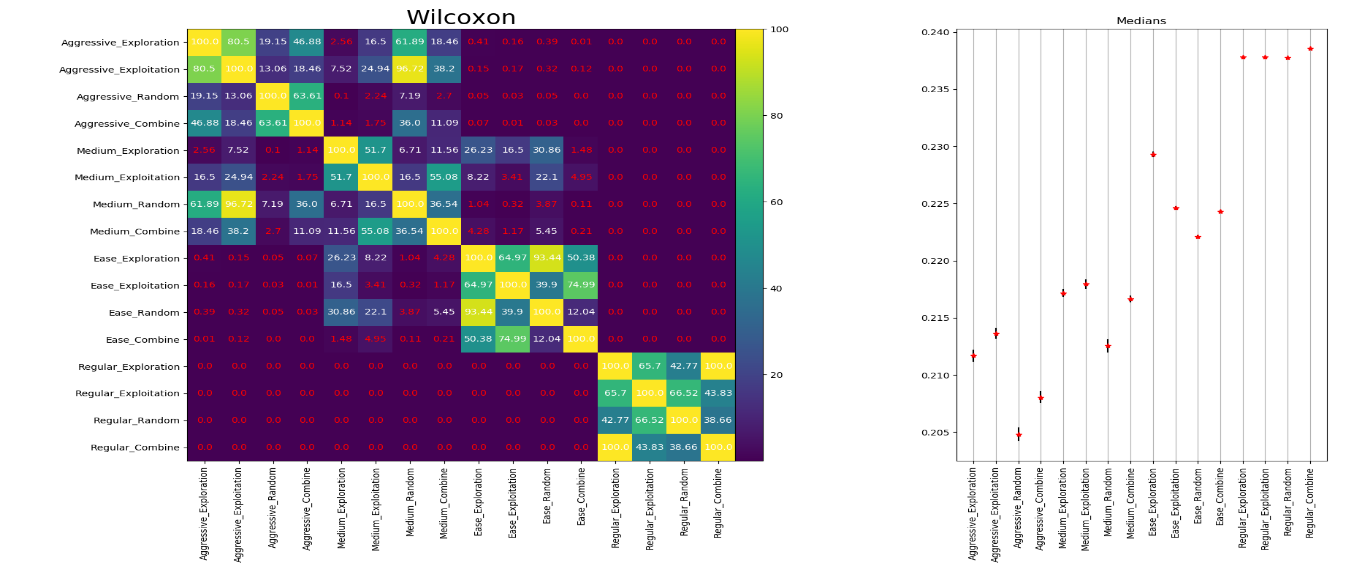 Wilcoxon
Aggressive_Exploration 100.0 80.5 19.15 46.88 2.56 16.5 61.89 18.46 0.41 0.16 0.39 0.01 0.0 0.0 0.0 0.0
Aggressive_Exploitation 80.5 100.0 13.06 18.46 7.52 24.94 96.72 38.2 0.15 0.17 0.32 0.12 0.0 0.0 0.0 0.0
Aggressive_Random 19.15 13.06 100.0 63.61 0.1 2.24 7.19 2.7 0.05 0.03 0.05 0.0 0.0 0.0 0.0 0.0
Aggressive_Combine 46.88 18.46 63.61 100.0 1.14 1.75 36.0 11.09 0.07 0.01 0.03 0.0 0.0 0.0 0.0 0.0
Medium_Exploration 2.56 7.52 0.1 1.14 100.0 51.7 6.71 11.56 26.23 16.5 30.86 1.48 0.0 0.0 0.0 0.0
Medium_Exploitation 16.5 24.94 2.24 1.75 51.7 100.0 16.5 55.08 8.22 3.41 22.1 4.95 0.0 0.0 0.0 0.0
Medium_Random 61.89 96.72 7.19 36.0 6.71 16.5 100.0 36.54 1.04 0.32 3.87 0.11 0.0 0.0 0.0 0.0
Medium_Combine 18.46 38.2 2.7 11.09 11.56 55.08 36.54 100.0 4.28 1.17 5.45 0.21 0.0 0.0 0.0 0.0
Ease_Exploration 0.41 0.15 0.05 0.07 26.23 8.22 1.04 4.28 100.0 64.97 93.44 50.38 0.0 0.0 0.0 0.0
Ease_Exploitation 0.16 0.17 0.03 0.01 16.5 3.41 0.32 1.17 64.97 100.0 39.9 74.99 0.0 0.0 0.0 0.0
Ease_Random 0.39 0.32 0.05 0.03 30.86 22.1 3.87 5.45 93.44 39.9 100.0 12.04 0.0 0.0 0.0 0.0
Ease_Combine 0.01 0.12 0.0 0.0 1.48 4.95 0.11 0.21 50.38 74.99 12.04 100.0 0.0 0.0 0.0 0.0
Regular_Exploration 0.0 0.0 0.0 0.0 0.0 0.0 0.0 0.0 0.0 0.0 0.0 0.0 100.0 65.7 42.77 100.0
Regular_Exploitation 0.0 0.0 0.0 0.0 0.0 0.0 0.0 0.0 0.0 0.0 0.0 0.0 65.7 100.0 66.52 43.83
Regular_Random 0.0 0.0 0.0 0.0 0.0 0.0 0.0 0.0 0.0 0.0 0.0 0.0 42.77 66.52 100.0 38.66
Regular_Combine 0.0 0.0 0.0 0.0 0.0 0.0 0.0 0.0 0.0 0.0 0.0 0.0 100.0 43.83 38.66 100.0
Aggressive_Exploration
Aggressive_Exploitation
Aggressive_Random
Aggressive_Combine
Medium_Exploration
Medium_Exploitation
Medium_Random
Medium_Combine
Ease_Exploration
Ease_Exploitation
Ease_Random
Ease_Combine
Regular_Exploration
Regular_Exploitation
Regular_Random
Regular_Combine
100
80
60
40
20
Medians
0.240
0.235
0.230
0.225
0.220
0.215
0.210
0.205
Aggressive_Exploration
Aggressive_Exploitation
Aggressive_Random
Aggressive_Combine
Medium_Exploration
Medium_Exploitation
Medium_Random
Medium_Combine
Ease_Exploration
Ease_Exploitation
Ease_Random
Ease_Combine
Regular_Exploration
Regular_Exploitation
Regular_Random
Regular_Combine